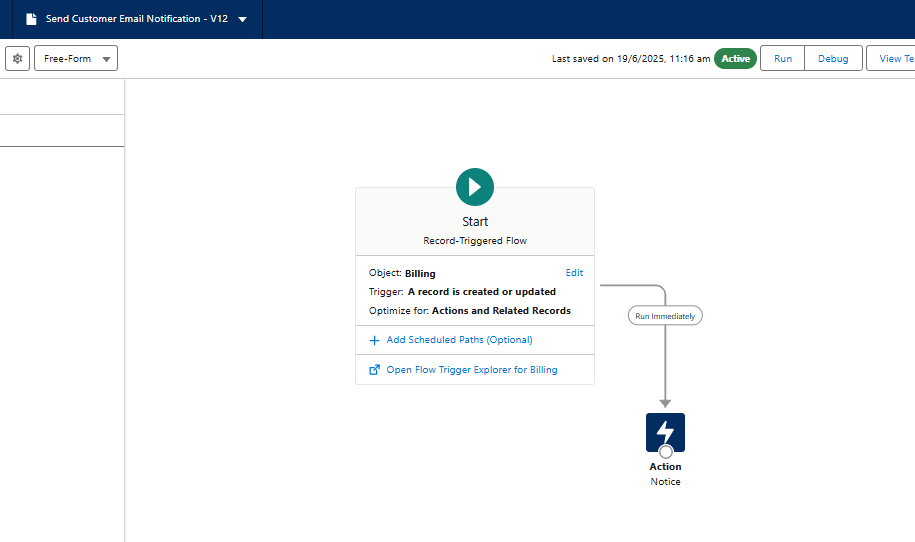 Send Customer Email Notification - V12
Free-Form
Last saved on 19/6/2025, 11:16 am
Active
Run
Debug
View Te
Start
Record-Triggered Flow
Object: Billing
Edit
Trigger: A record is created or updated
Optimize for: Actions and Related Records
Add Scheduled Paths (Optional)
Open Flow Trigger Explorer for Billing
Run Immediately
Action
Notice